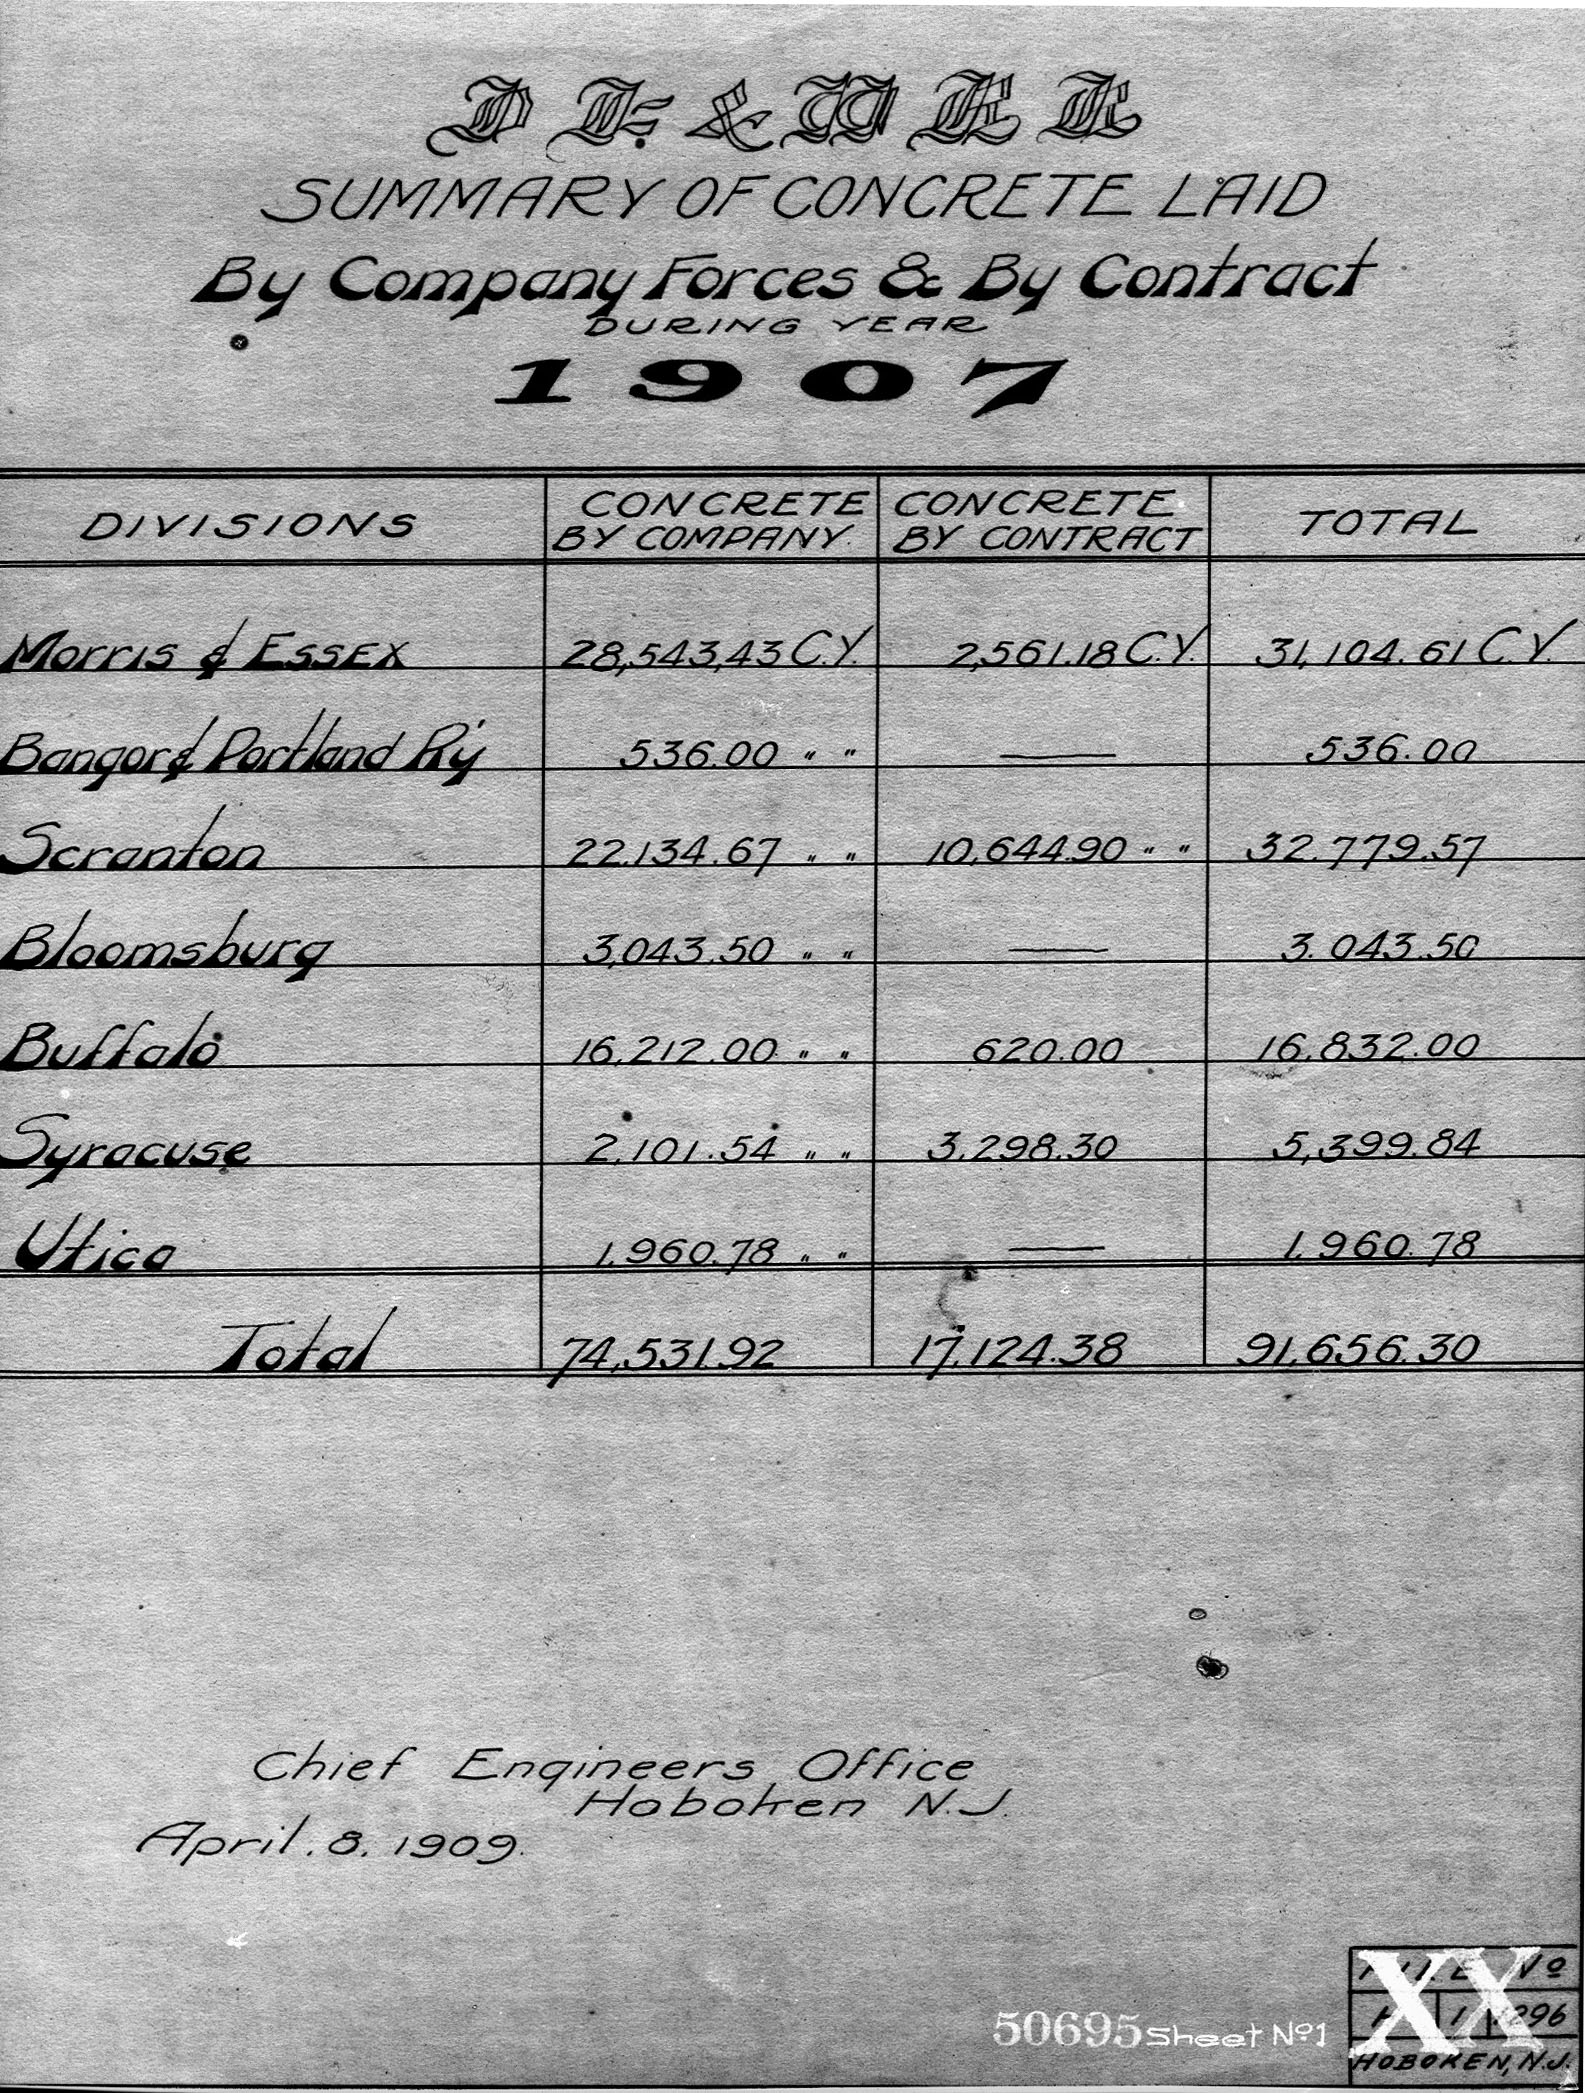 D L. & W R R
SUMMARY OF CONCRETE LAID
By Company Forces & By Contract
DURING YEAR
1907
DIVISIONS CONCRETE BY COMPANY. CONCRETE BY CONTRACT TOTAL
Morris & Essex 28,543,43 C.Y. 2,561.18 C.Y. 31,104.61 C.Y.
Bangor & Portland Ry 536.00 " " — 536.00
Scranton 22.134.67 " " 10,644.90 " " 32.779.57
Bloomsburg 3,043.50 " " — 3.043.50
Buffalo 16,212.00 " " 620.00 16,832.00
Syracuse 2,101.54 " " 3,298.30 5,399.84
Utica 1,960.78 " " — 1,960.78
Total 74,531.92 17,124.38 91,656.30
Chief Engineers Office
Hoboken N.J.
April. 8. 1909.
50695 Sheet No 1
XX
FILE No
HOBOKEN, N.J.